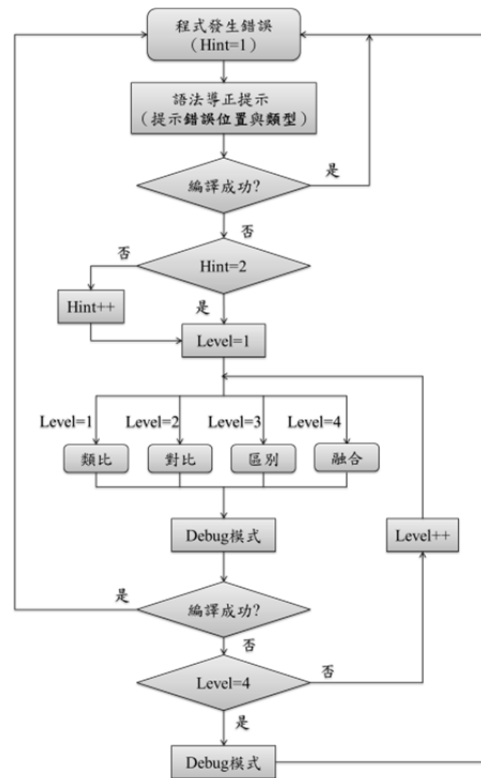 程式發生錯誤
（Hint=1）
語法導正提示
（提示錯誤位置與類型）
編譯成功?
是
否
否
Hint=2
Hint++
是
Level=1
Level=1
Level=2
Level=3
Level=4
類比
對比
區別
融合
Debug模式
Level++
是
編譯成功?
否
Level=4
否
是
Debug模式